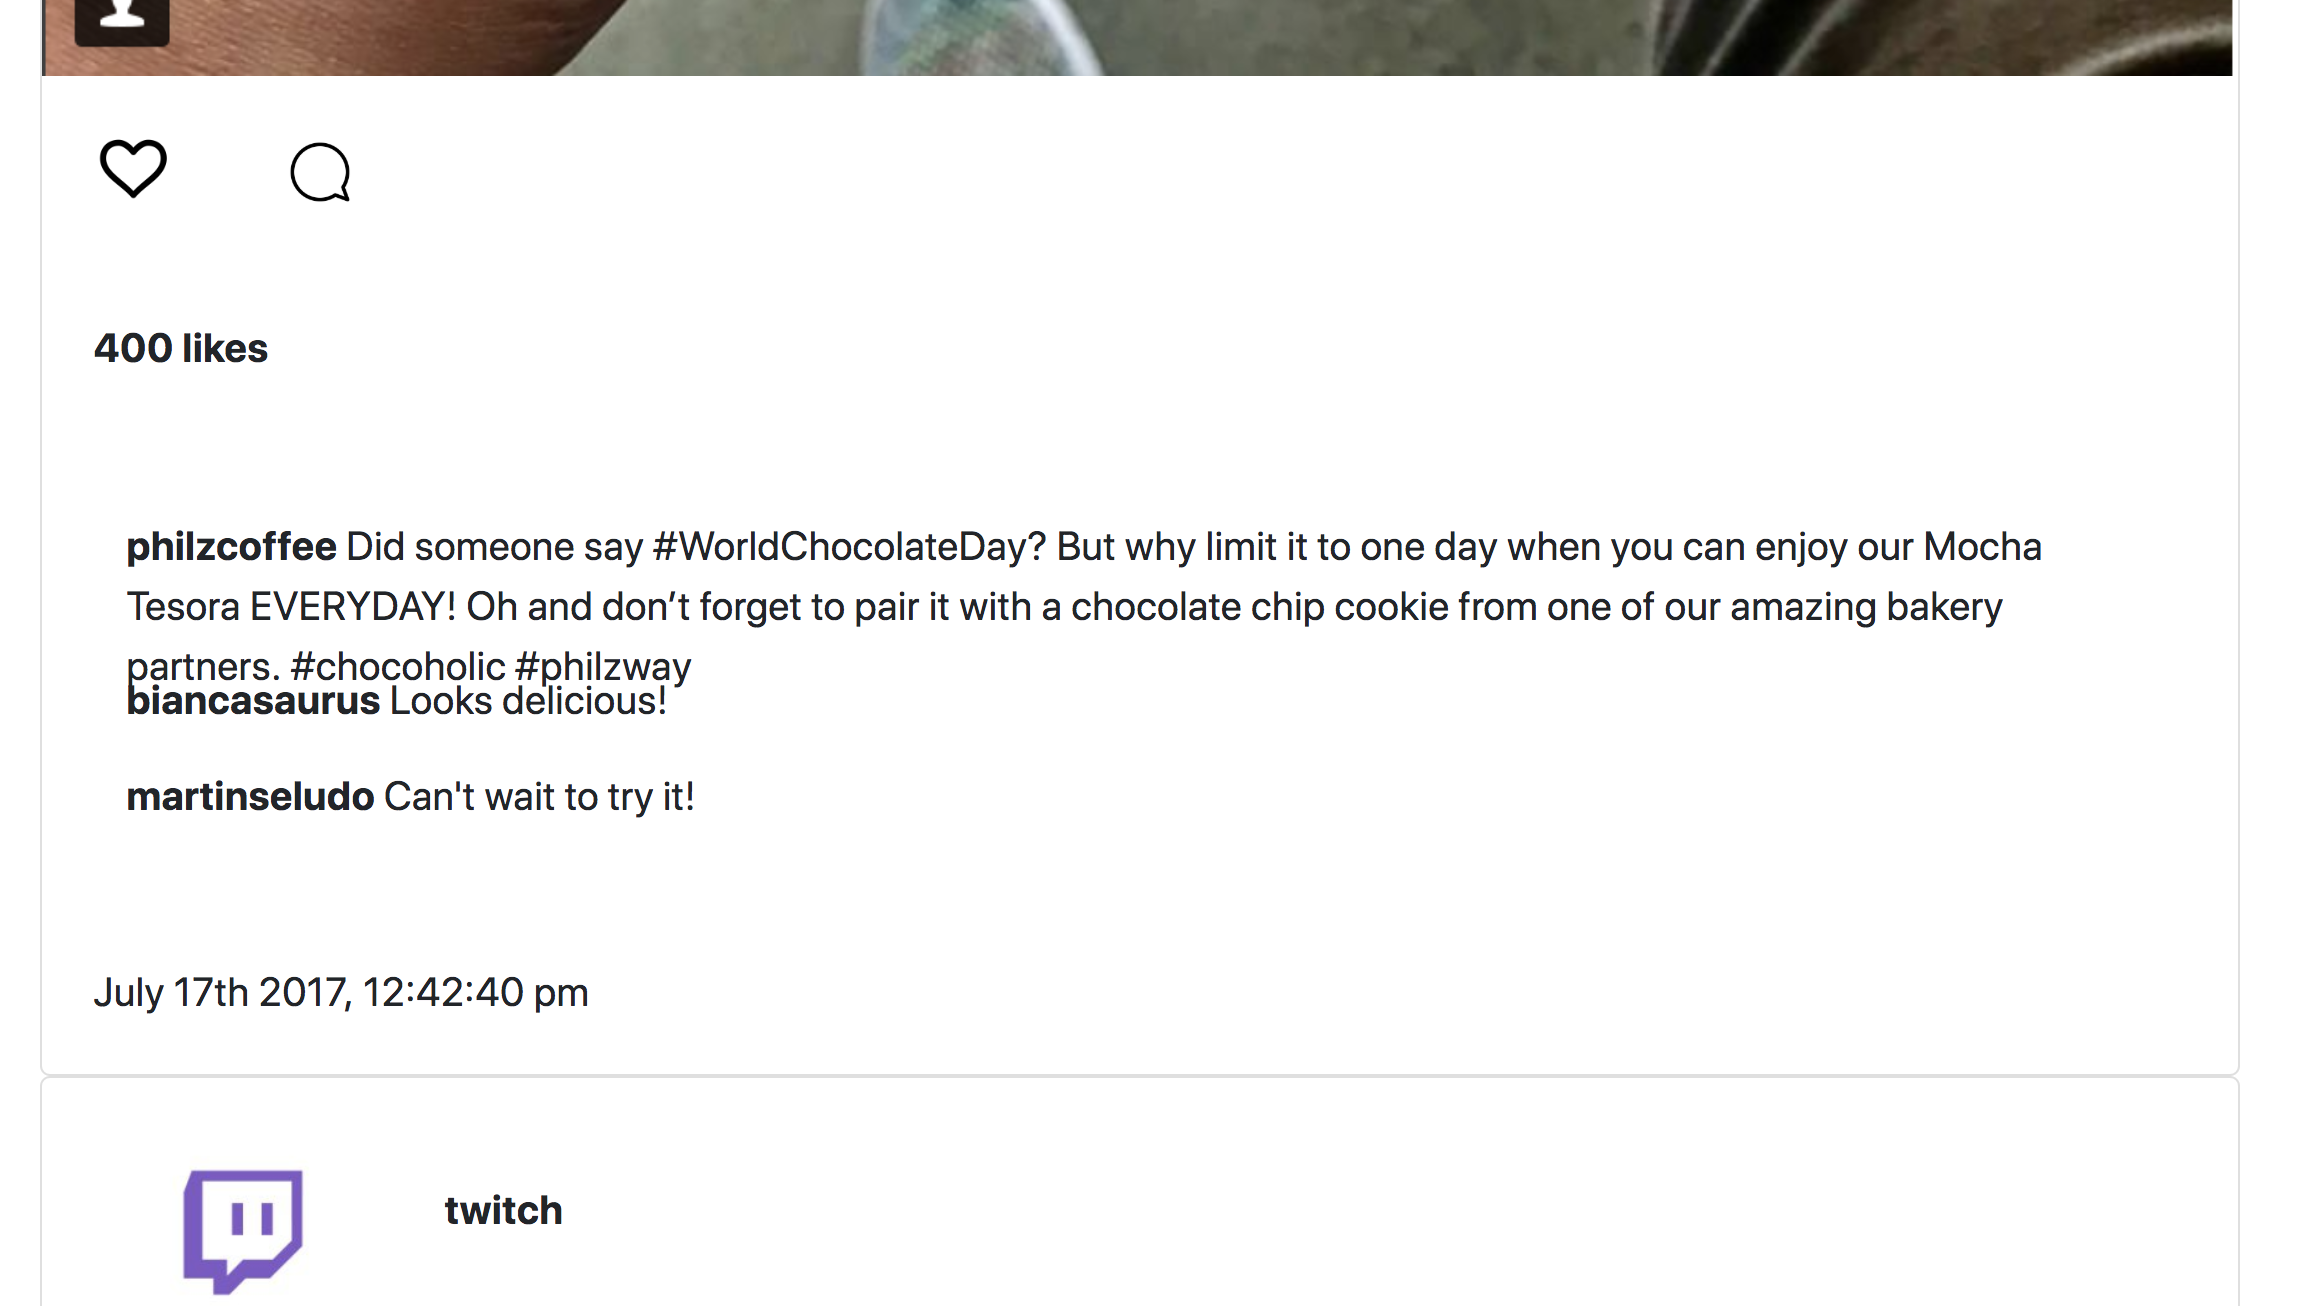 400 likes
philzcoffee Did someone say #WorldChocolateDay? But why limit it to one day when you can enjoy our Mocha
Tesora EVERYDAY! Oh and don’t forget to pair it with a chocolate chip cookie from one of our amazing bakery
partners. #chocoholic #philzway
biancasaurus Looks delicious!
martinseludo Can't wait to try it!
July 17th 2017, 12:42:40 pm
twitch